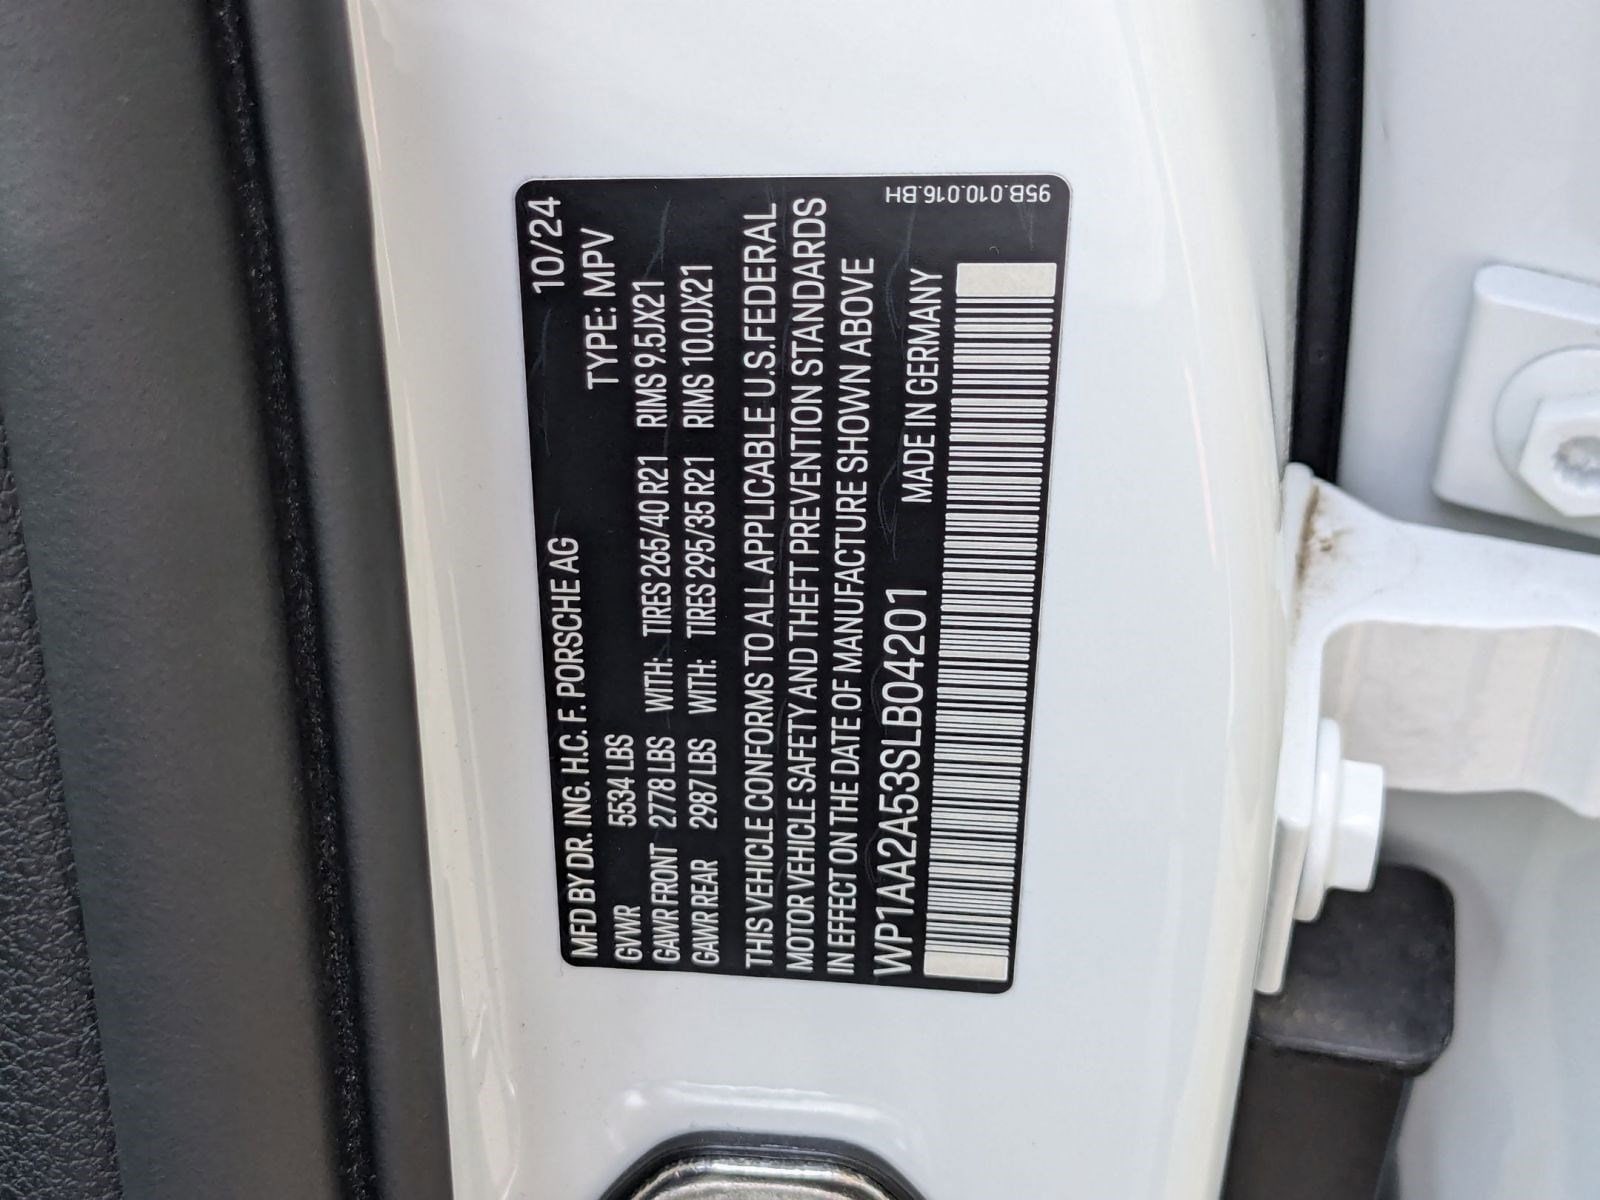 10/24
MFD BY DR. ING. H.C. F. PORSCHE AG
TYPE: MPV
GVWR 5534 LBS
GAWR FRONT 2778 LBS WITH: TIRES 265/40 R21 RIMS 9.5JX21
GAWR REAR 2987 LBS WITH: TIRES 295/35 R21 RIMS 10.0JX21
THIS VEHICLE CONFORMS TO ALL APPLICABLE U.S. FEDERAL
MOTOR VEHICLE SAFETY AND THEFT PREVENTION STANDARDS
IN EFFECT ON THE DATE OF MANUFACTURE SHOWN ABOVE
WP1AA2A53SLB04201 MADE IN GERMANY
95B.010.016.BH